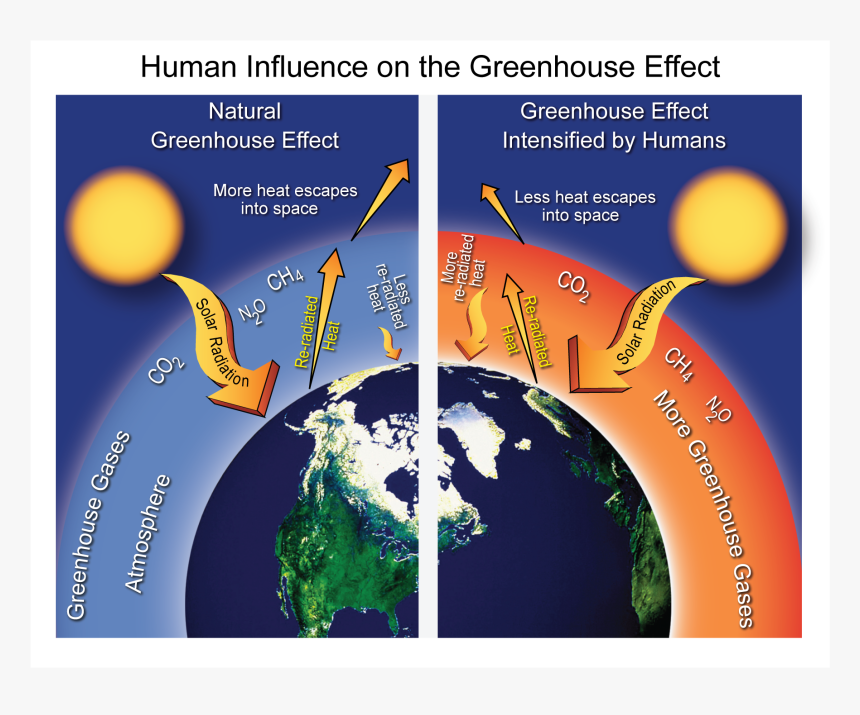 Human Influence on the Greenhouse Effect
Natural
Greenhouse Effect
More heat escapes
into space
CH4
N2O
CO2
Solar
Radiation
Re-radiated
Heat
Less
re-radiated
heat
Greenhouse Gases
Atmosphere
Greenhouse Effect
Intensified by Humans
Less heat escapes
into space
More
re-radiated
heat
Re-radiated
Heat
CO2
Solar Radiation
CH4
N2O
More Greenhouse Gases